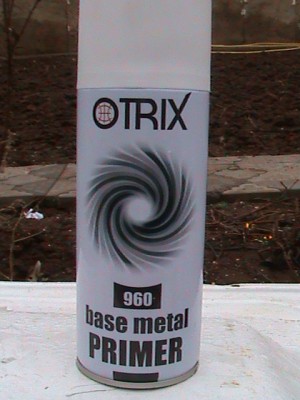 OTRIX
960
base metal
PRIMER